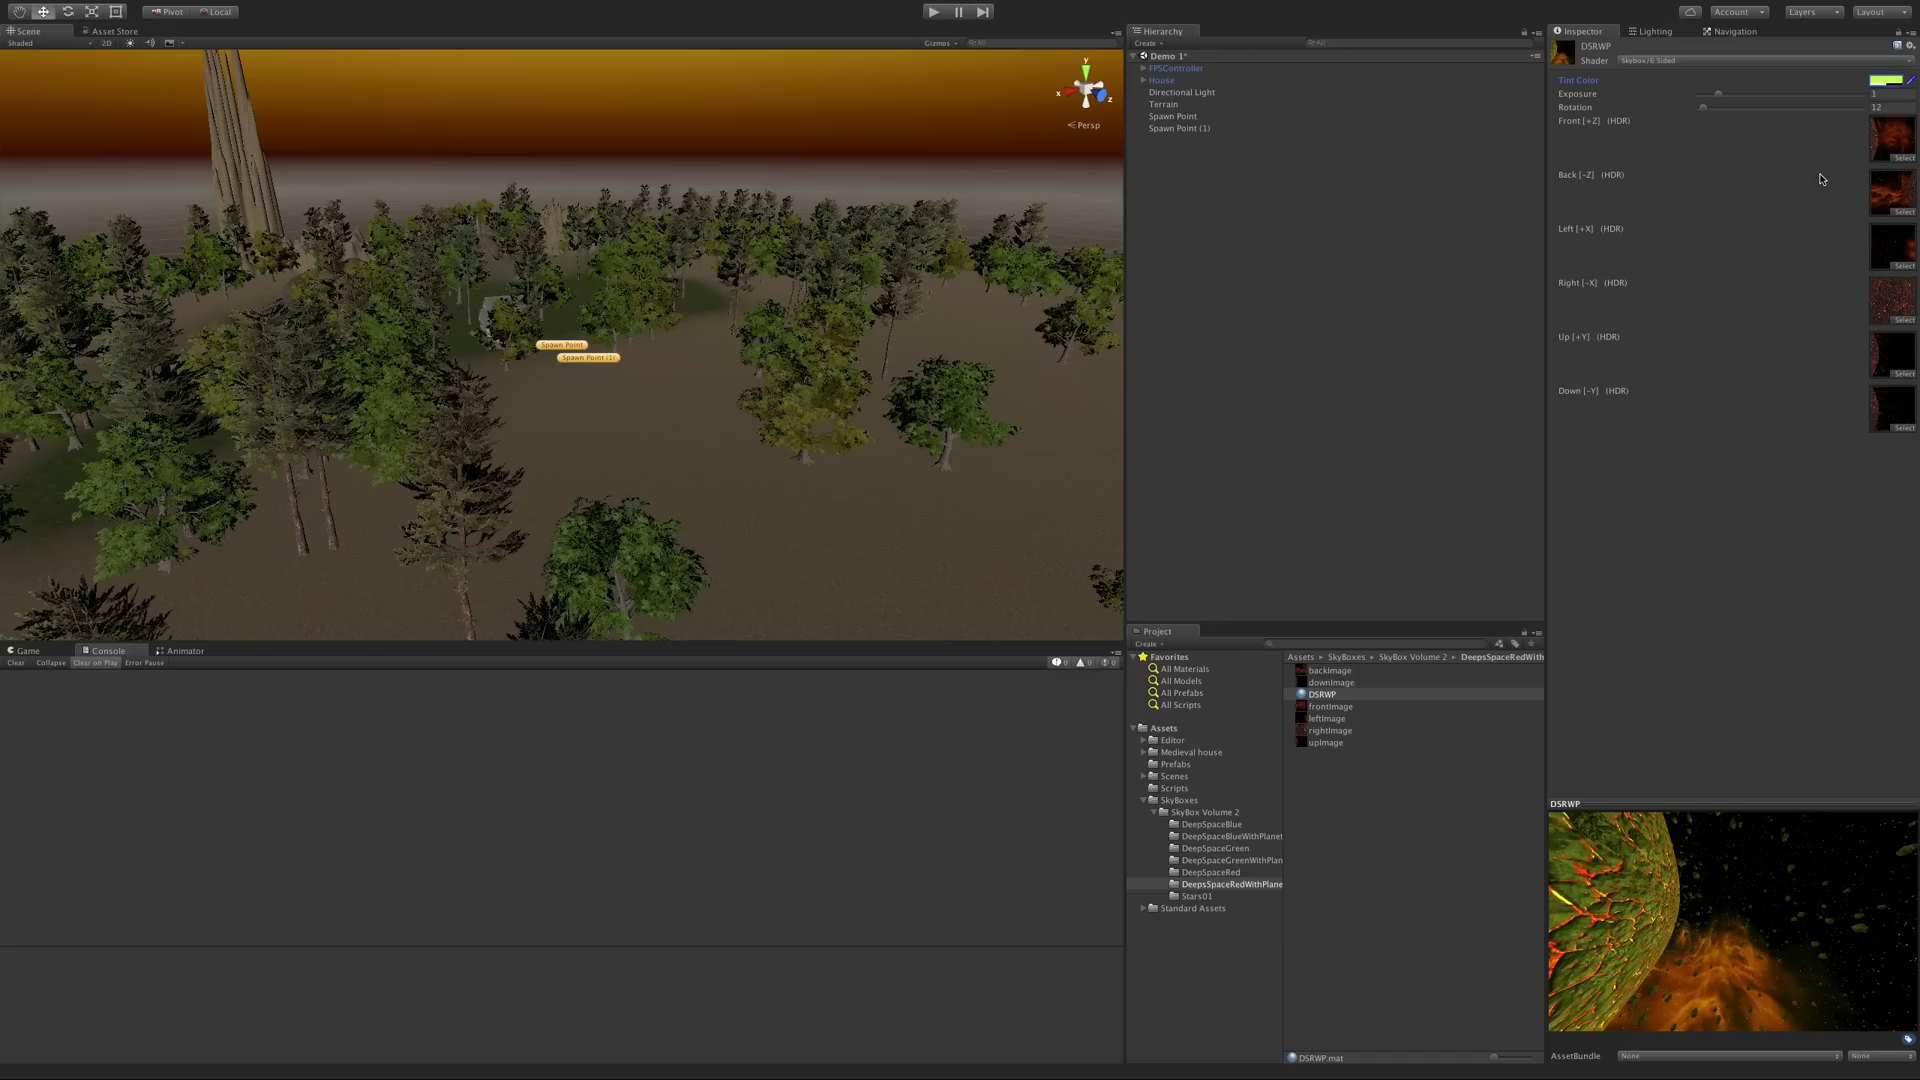 Pivot Local Account Layers Layout
Scene Asset Store
Shaded 2D Gizmos All
y
x z
Persp
Spawn Point
Spawn Point (1)
Game Console Animator
Clear Collapse Clear on Play Error Pause 0 0 0
Hierarchy
Create All
Demo 1*
FPSController
House
Directional Light
Terrain
Spawn Point
Spawn Point (1)
Project
Create
Favorites
All Materials
All Models
All Prefabs
All Scripts
Assets
Editor
Medieval house
Prefabs
Scenes
Scripts
SkyBoxes
SkyBox Volume 2
DeepSpaceBlue
DeepSpaceBlueWithPlanet
DeepSpaceGreen
DeepSpaceGreenWithPlan
DeepSpaceRed
DeepsSpaceRedWithPlane
Stars01
Standard Assets
Assets SkyBoxes SkyBox Volume 2 DeepsSpaceRedWith
backImage
downImage
DSRWP
frontImage
leftImage
rightImage
upImage
DSRWP.mat
Inspector Lighting Navigation
DSRWP
Shader Skybox/6 Sided
Tint Color
Exposure 1
Rotation 12
Front [+Z] (HDR)
Select
Back [-Z] (HDR)
Select
Left [+X] (HDR)
Select
Right [-X] (HDR)
Select
Up [+Y] (HDR)
Select
Down [-Y] (HDR)
Select
DSRWP
AssetBundle None None